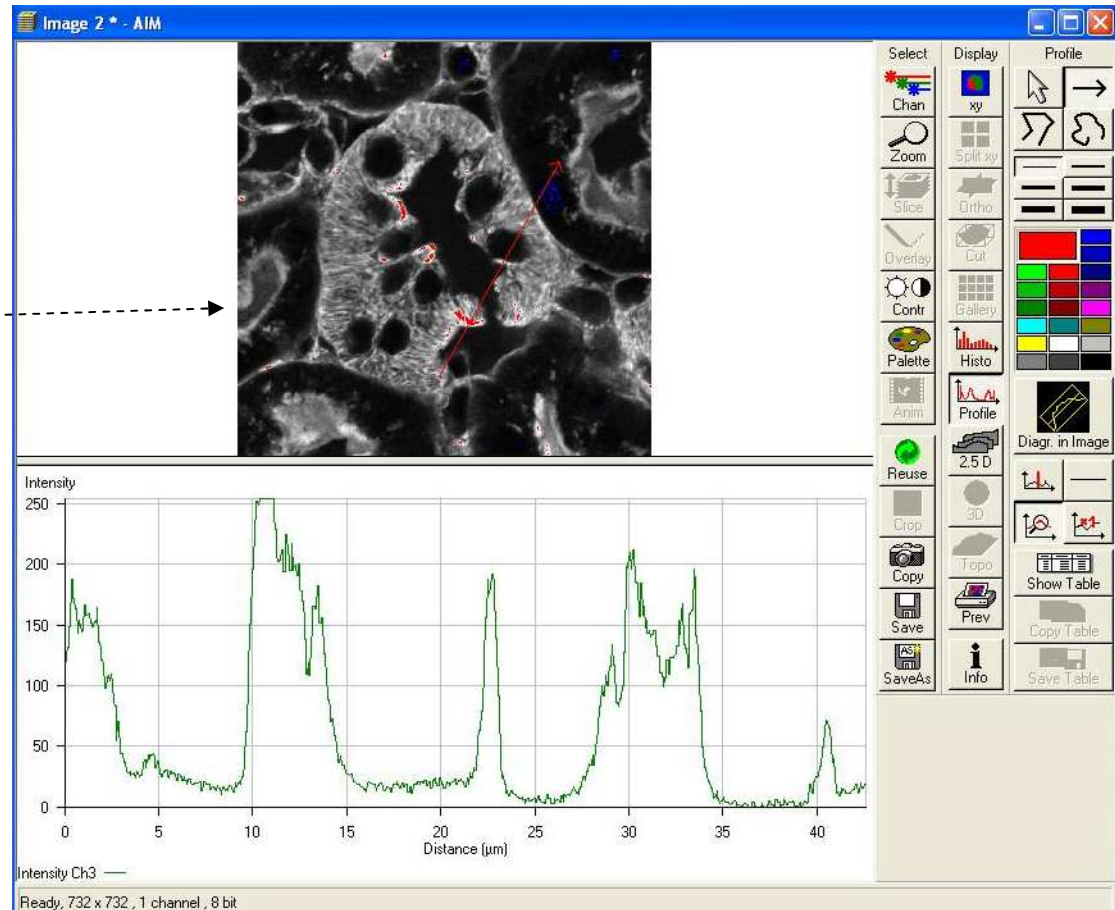 Image 2 * - AIM
Select
Display
Profile
Chan
xy
Zoom
Split xy
Slice
Ortho
Overlay
Cut
Contr
Gallery
Palette
Histo
Anim
Profile
Diagr. in Image
Reuse
2.5 D
Crop
3D
Copy
Topo
Show Table
Save
Prev
Copy Table
AS
SaveAs
Info
Save Table
Intensity
250
200
150
100
50
0
0 5 10 15 20 25 30 35 40
Distance (µm)
Intensity Ch3
Ready, 732 x 732 , 1 channel , 8 bit